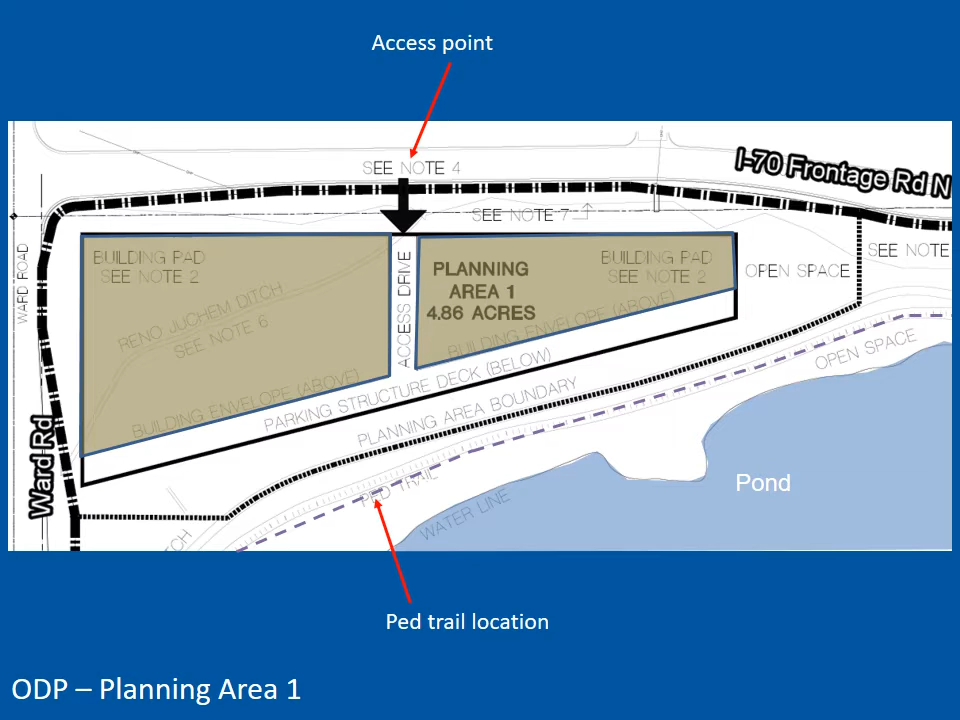 Access point
SEE NOTE 4
I-70 Frontage Rd N
SEE NOTE 7
WARD ROAD
BUILDING PAD
SEE NOTE 2
RENO JUCHEM DITCH
SEE NOTE 6
ACCESS DRIVE
PLANNING
AREA 1
4.86 ACRES
BUILDING PAD
SEE NOTE 2
OPEN SPACE
SEE NOTE
BUILDING ENVELOPE (ABOVE)
BUILDING ENVELOPE (ABOVE)
PARKING STRUCTURE DECK (BELOW)
PLANNING AREA BOUNDARY
OPEN SPACE
Ward Rd
PED TRAIL
WATER LINE
Pond
Ped trail location
ODP – Planning Area 1